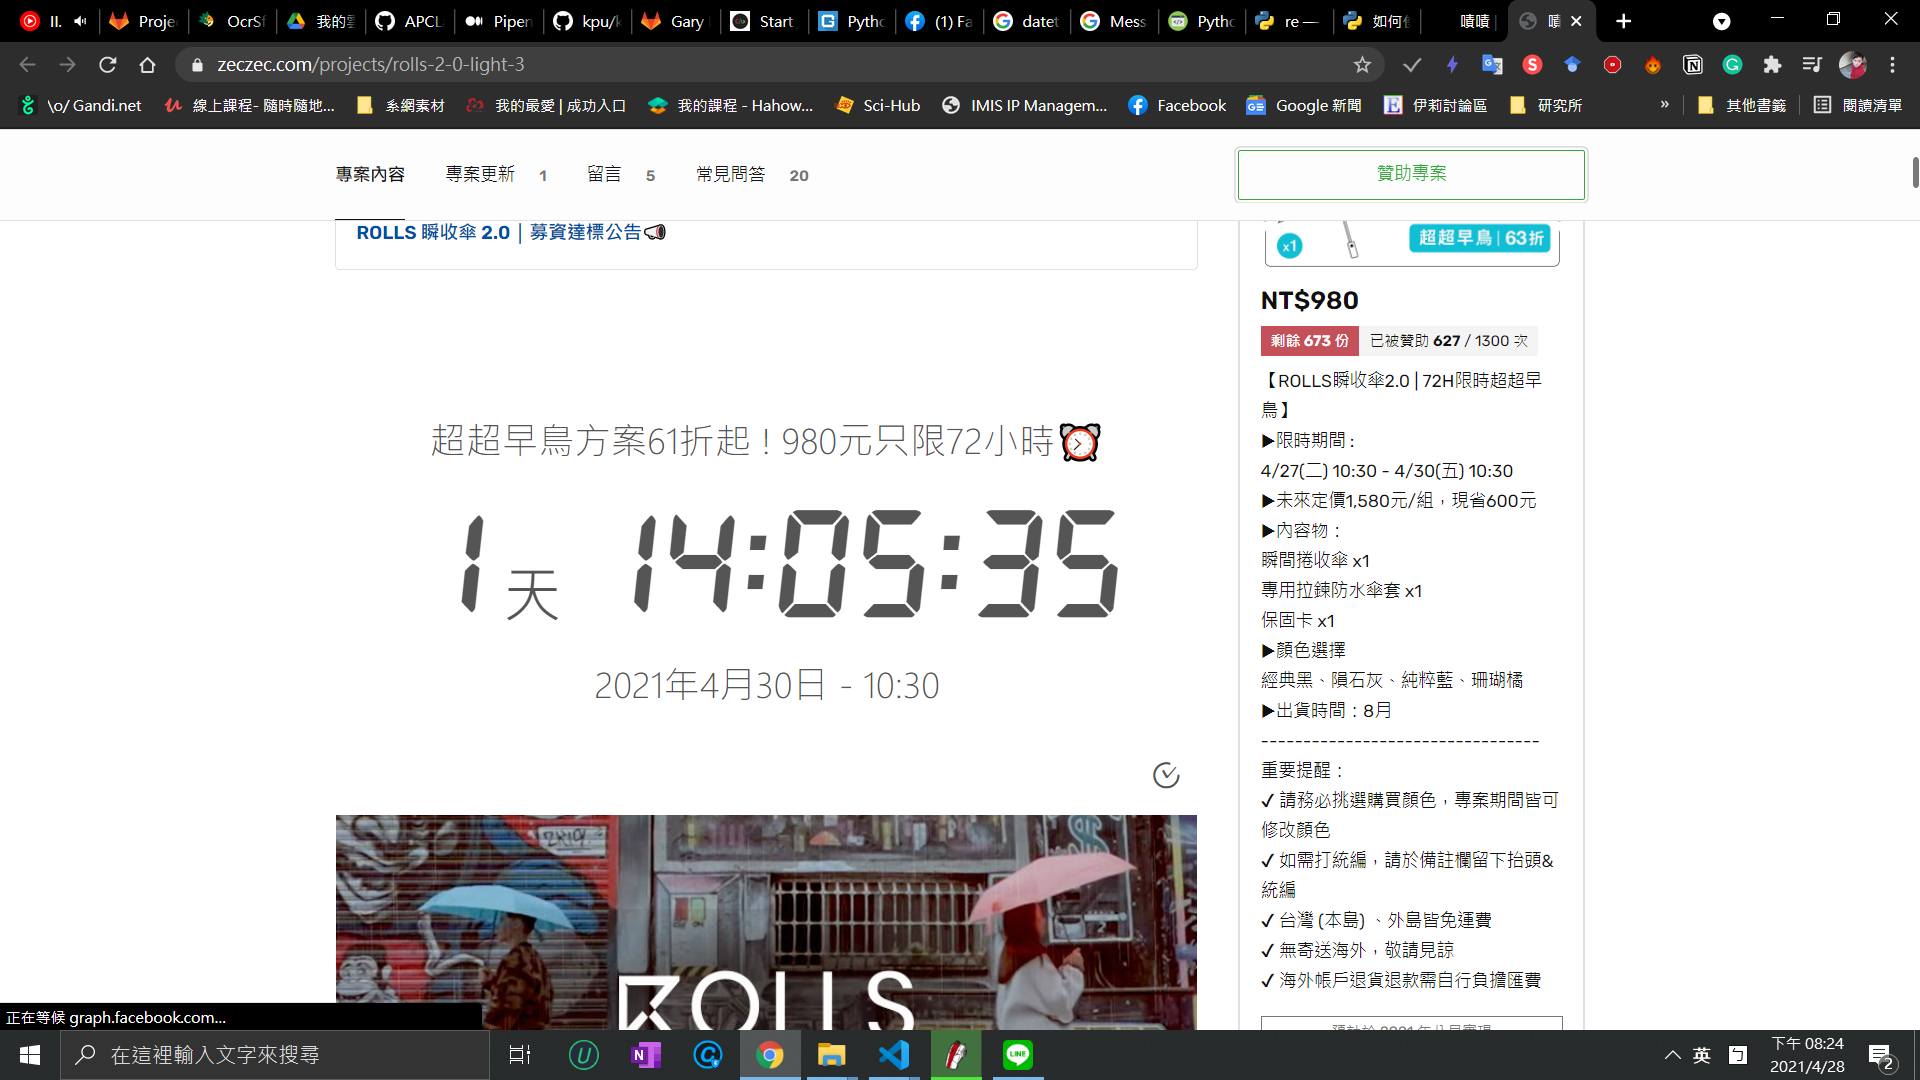 II.
Proje
OcrSf
我的雲
APCL
Pipen
kpu/k
Gary
Start
Pytho
(1) Fa
datet
Mess
Pytho
re —
如何使
嘖嘖 |
zeczec.com/projects/rolls-2-0-light-3
\o/ Gandi.net
線上課程- 隨時隨地...
系網素材
我的最愛 | 成功入口
我的課程 - Hahow...
Sci-Hub
IMIS IP Managem...
Facebook
Google 新聞
伊莉討論區
研究所
»
其他書籤
閱讀清單
專案內容
專案更新 1
留言 5
常見問答 20
贊助專案
ROLLS 瞬收傘 2.0｜募資達標公告📣
超超早鳥方案61折起！980元只限72小時⏰
1 天 14:05:35
2021年4月30日 - 10:30
ROLLS
x1
超超早鳥 | 63折
NT$980
剩餘 673 份
已被贊助 627 / 1300 次
【ROLLS瞬收傘2.0 | 72H限時超超早
鳥】
▶限時期間 :
4/27(二) 10:30 - 4/30(五) 10:30
▶未來定價1,580元/組，現省600元
▶內容物：
瞬間捲收傘 x1
專用拉鍊防水傘套 x1
保固卡 x1
▶顏色選擇
經典黑、隕石灰、純粹藍、珊瑚橘
▶出貨時間：8月
---------------------------------
重要提醒：
✔ 請務必挑選購買顏色，專案期間皆可
修改顏色
✔ 如需打統編，請於備註欄留下抬頭&
統編
✔ 台灣 (本島) 、外島皆免運費
✔ 無寄送海外，敬請見諒
✔ 海外帳戶退貨退款需自行負擔匯費
正在等候 graph.facebook.com...
在這裡輸入文字來搜尋
英
下午 08:24
2021/4/28
2